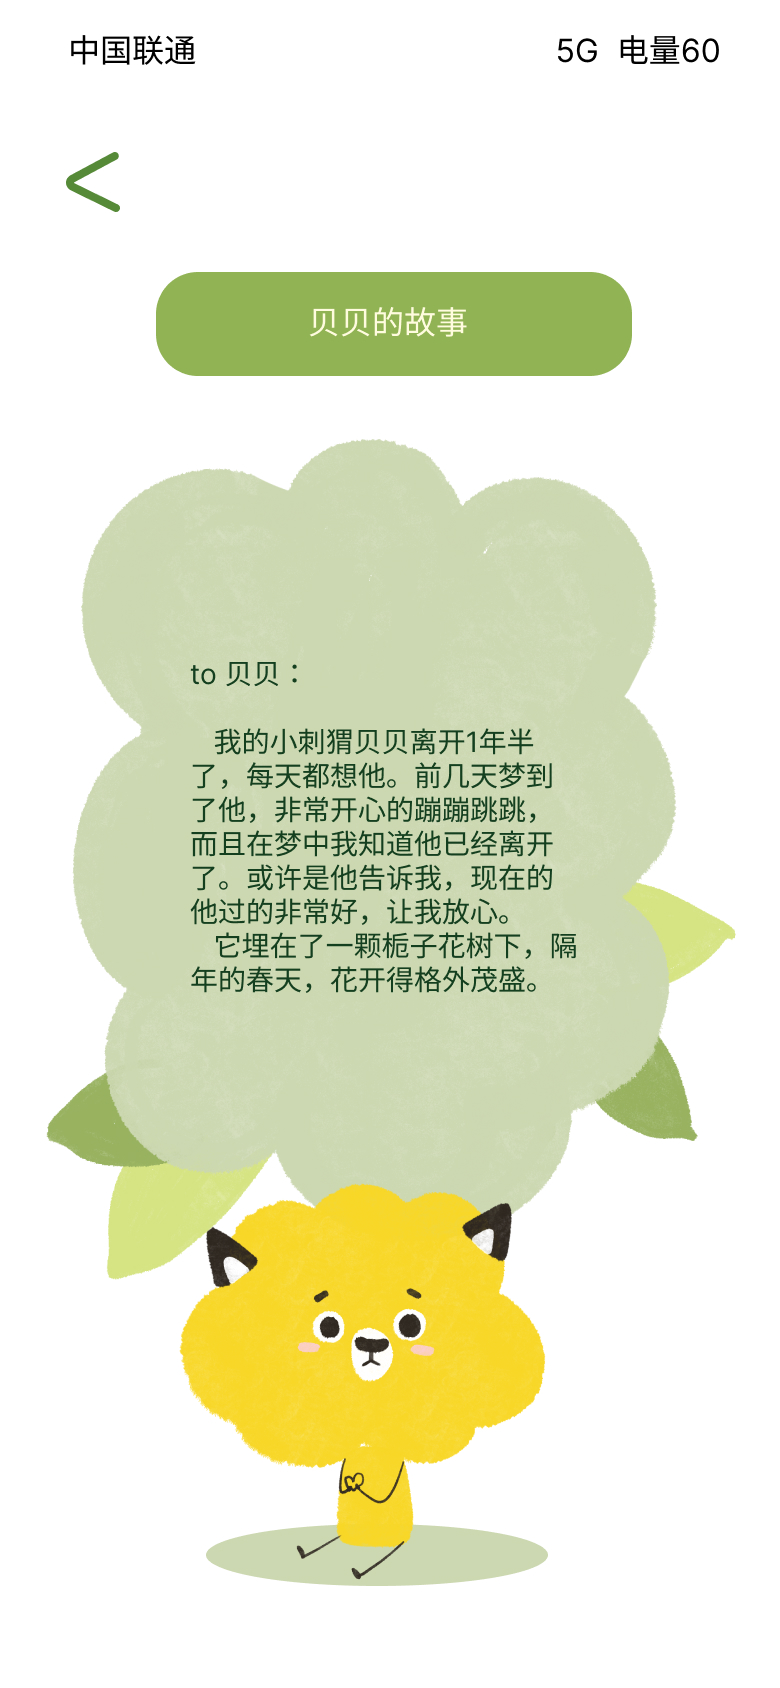 中国联通 5G 电量60
贝贝的故事
to 贝贝：
我的小刺猬贝贝离开1年半
了，每天都想他。前几天梦到
了他，非常开心的蹦蹦跳跳，
而且在梦中我知道他已经离开
了。或许是他告诉我，现在的
他过的非常好，让我放心。
它埋在了一颗栀子花树下，隔
年的春天，花开得格外茂盛。